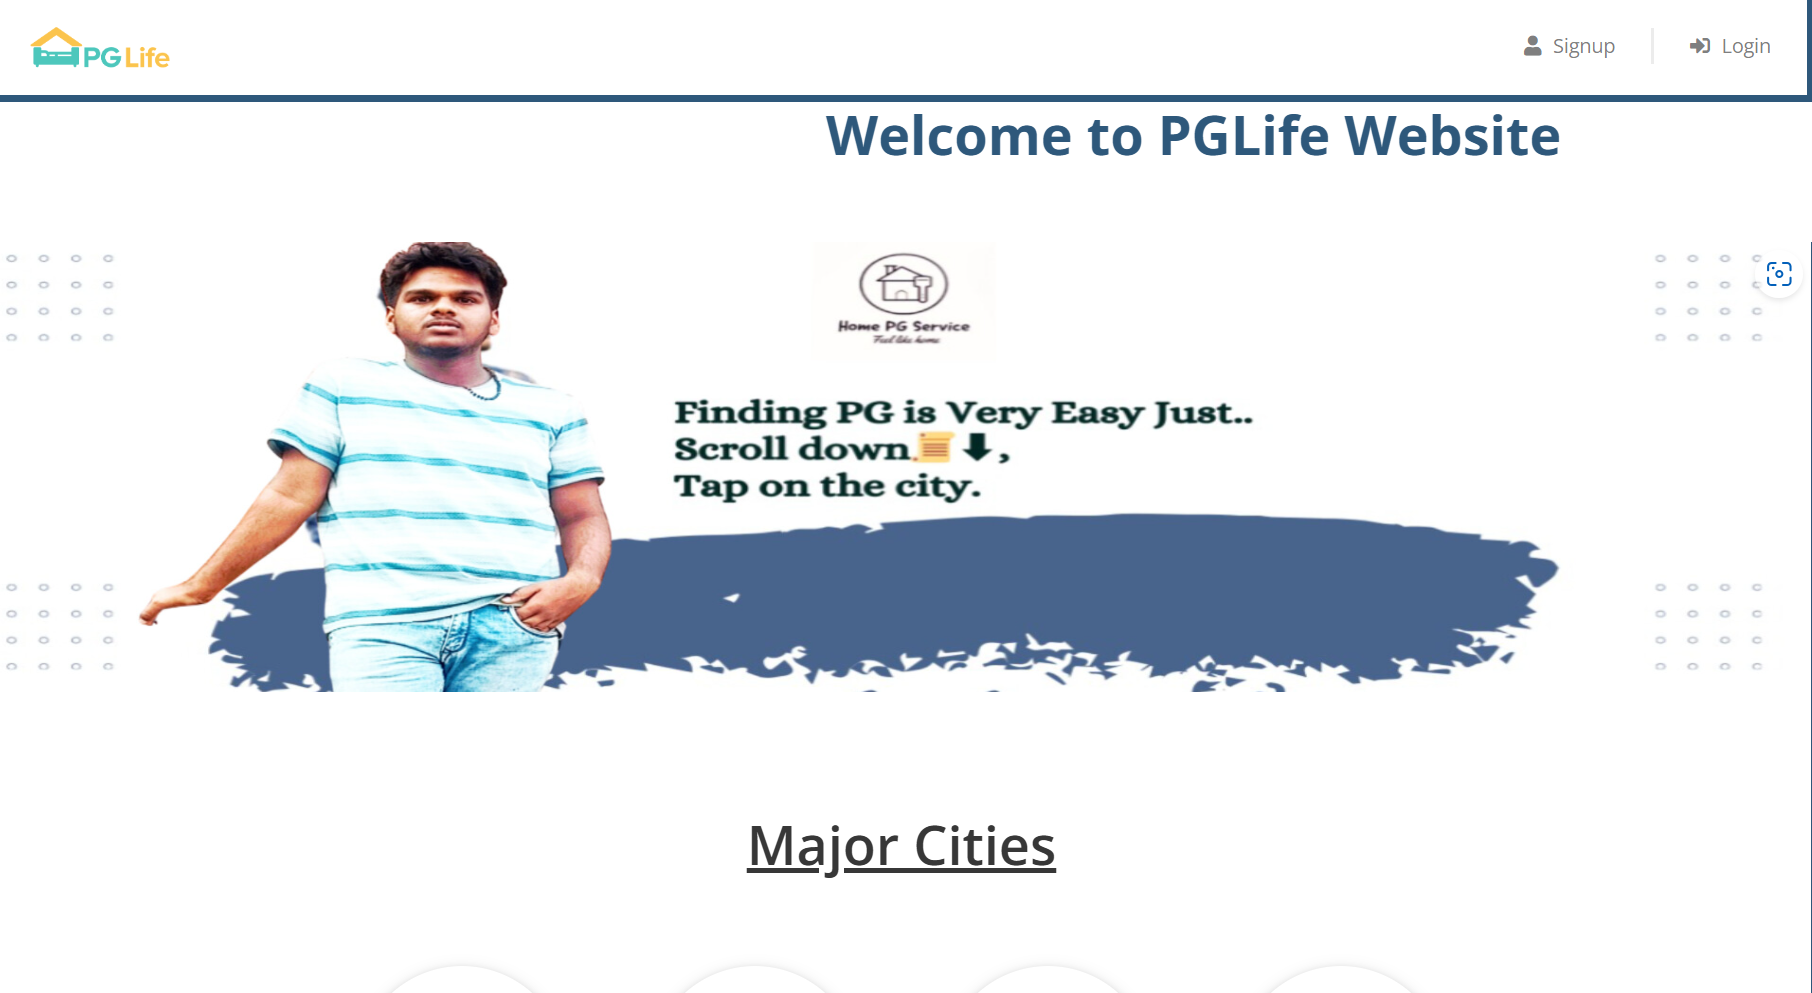 PG Life
Signup
Login
Welcome to PGLife Website
Home PG Service
Feel like home
Finding PG is Very Easy Just..
Scroll down📜⬇,
Tap on the city.
Major Cities